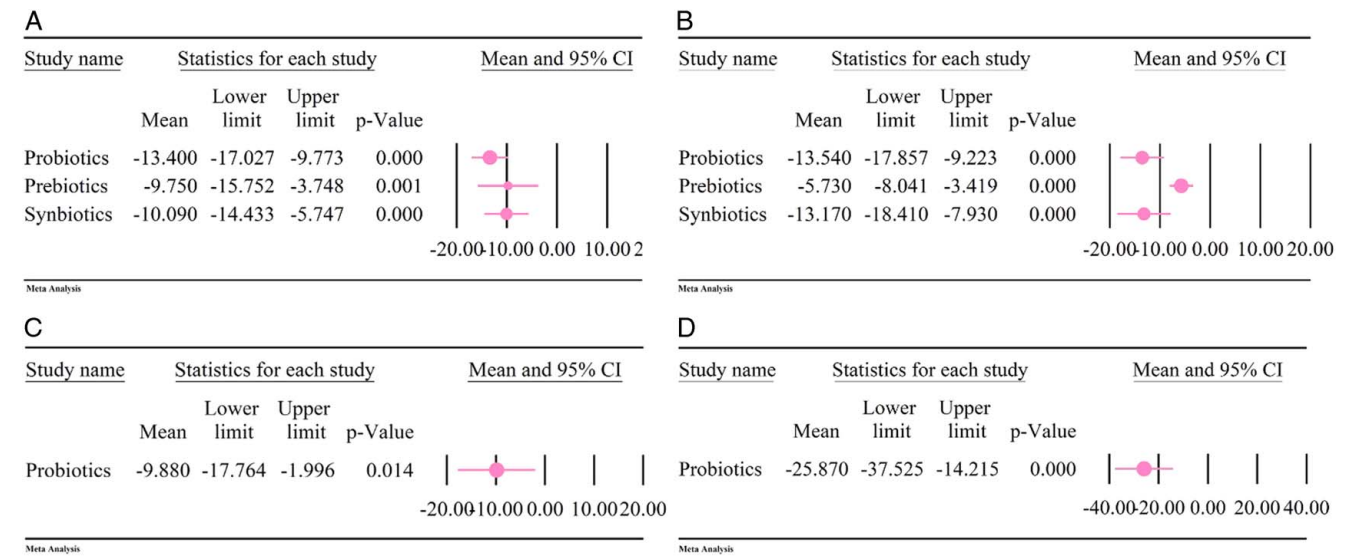 A
Study name Statistics for each study Mean and 95% CI
Lower Upper
Mean limit limit p-Value
Probiotics -13.400 -17.027 -9.773 0.000
Prebiotics -9.750 -15.752 -3.748 0.001
Synbiotics -10.090 -14.433 -5.747 0.000
-20.00 -10.00 0.00 10.00 2
Meta Analysis
B
Study name Statistics for each study Mean and 95% CI
Lower Upper
Mean limit limit p-Value
Probiotics -13.540 -17.857 -9.223 0.000
Prebiotics -5.730 -8.041 -3.419 0.000
Synbiotics -13.170 -18.410 -7.930 0.000
-20.00 -10.00 0.00 10.00 20.00
Meta Analysis
C
Study name Statistics for each study Mean and 95% CI
Lower Upper
Mean limit limit p-Value
Probiotics -9.880 -17.764 -1.996 0.014
-20.00 -10.00 0.00 10.00 20.00
Meta Analysis
D
Study name Statistics for each study Mean and 95% CI
Lower Upper
Mean limit limit p-Value
Probiotics -25.870 -37.525 -14.215 0.000
-40.00 -20.00 0.00 20.00 40.00
Meta Analysis